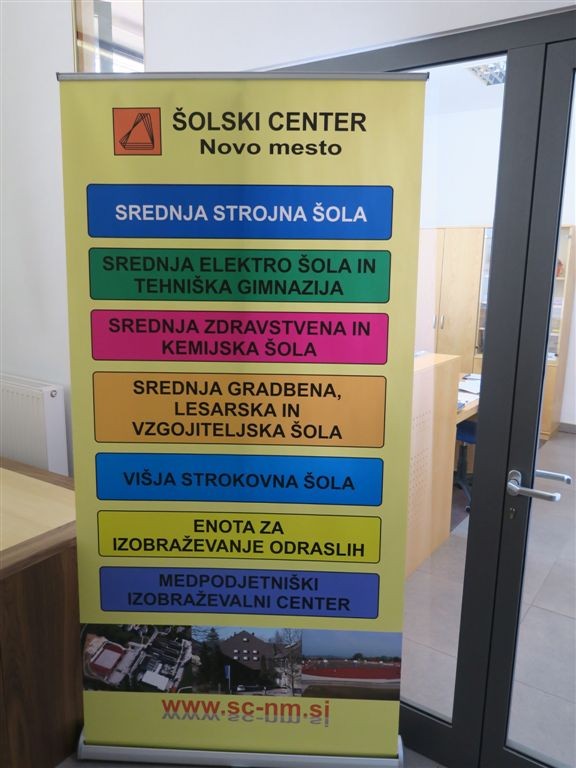 ŠOLSKI CENTER
Novo mesto
SREDNJA STROJNA ŠOLA
SREDNJA ELEKTRO ŠOLA IN
TEHNIŠKA GIMNAZIJA
SREDNJA ZDRAVSTVENA IN
KEMIJSKA ŠOLA
SREDNJA GRADBENA,
LESARSKA IN
VZGOJITELJSKA ŠOLA
VIŠJA STROKOVNA ŠOLA
ENOTA ZA
IZOBRAŽEVANJE ODRASLIH
MEDPODJETNIŠKI
IZOBRAŽEVALNI CENTER
www.sc-nm.si